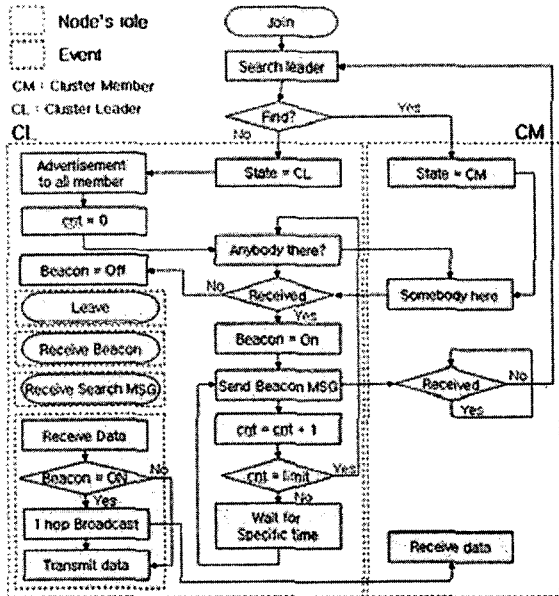 Node's role
Event
CM : Cluster Member
CL : Cluster Leader
Join
Search leader
Find?
Yes
No
CL
CM
Advertisement
to all member
State = CL
State = CM
cnt = 0
Anybody there?
Beacon = Off
No
Received
Somebody here
Yes
Leave
Beacon = On
Receive Beacon
Send Beacon MSG
Received
No
Yes
Receive Search MSG
cnt = cnt + 1
Receive Data
cnt = limit
Yes
No
Beacon = ON
No
Yes
Wait for
Specific time
1 hop Broadcast
Receive data
Transmit data